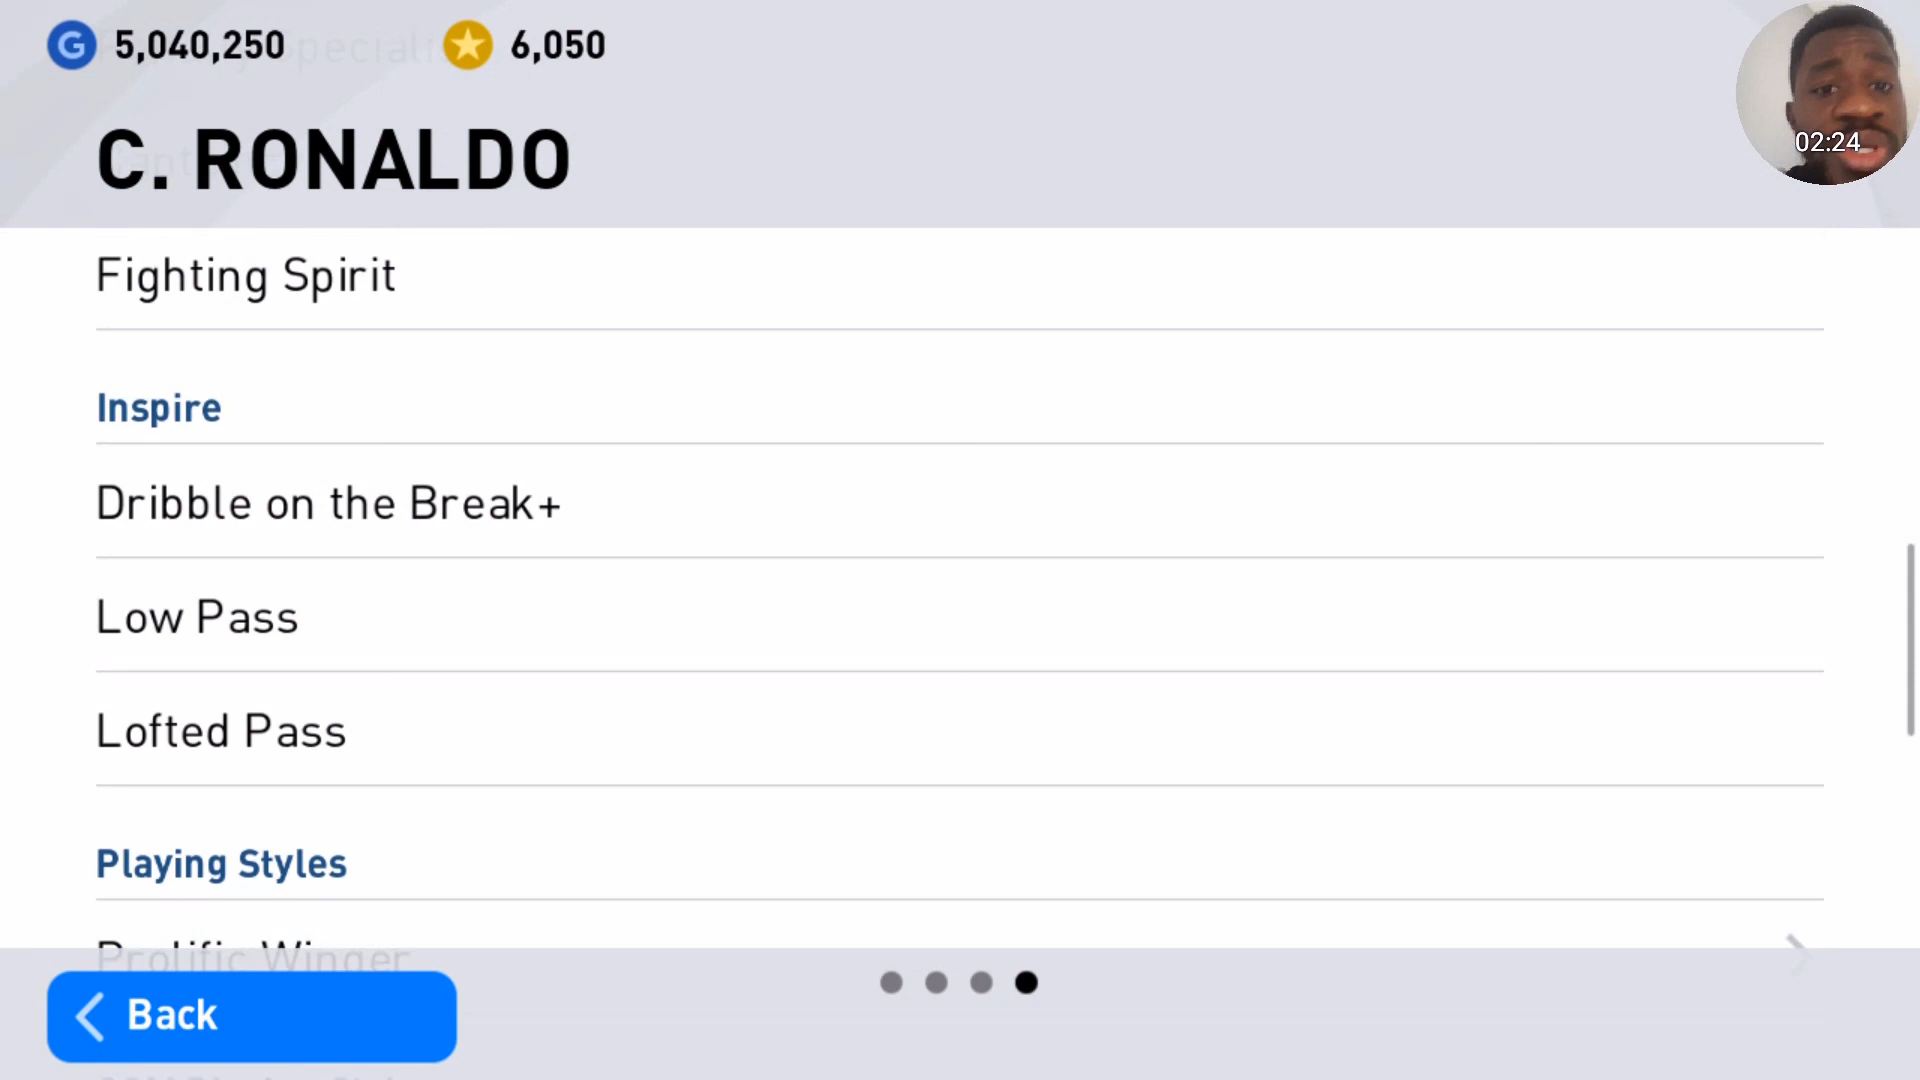 5,040,250
6,050
C. RONALDO
02:24
Fighting Spirit
Inspire
Dribble on the Break+
Low Pass
Lofted Pass
Playing Styles
Prolific Winger
Back